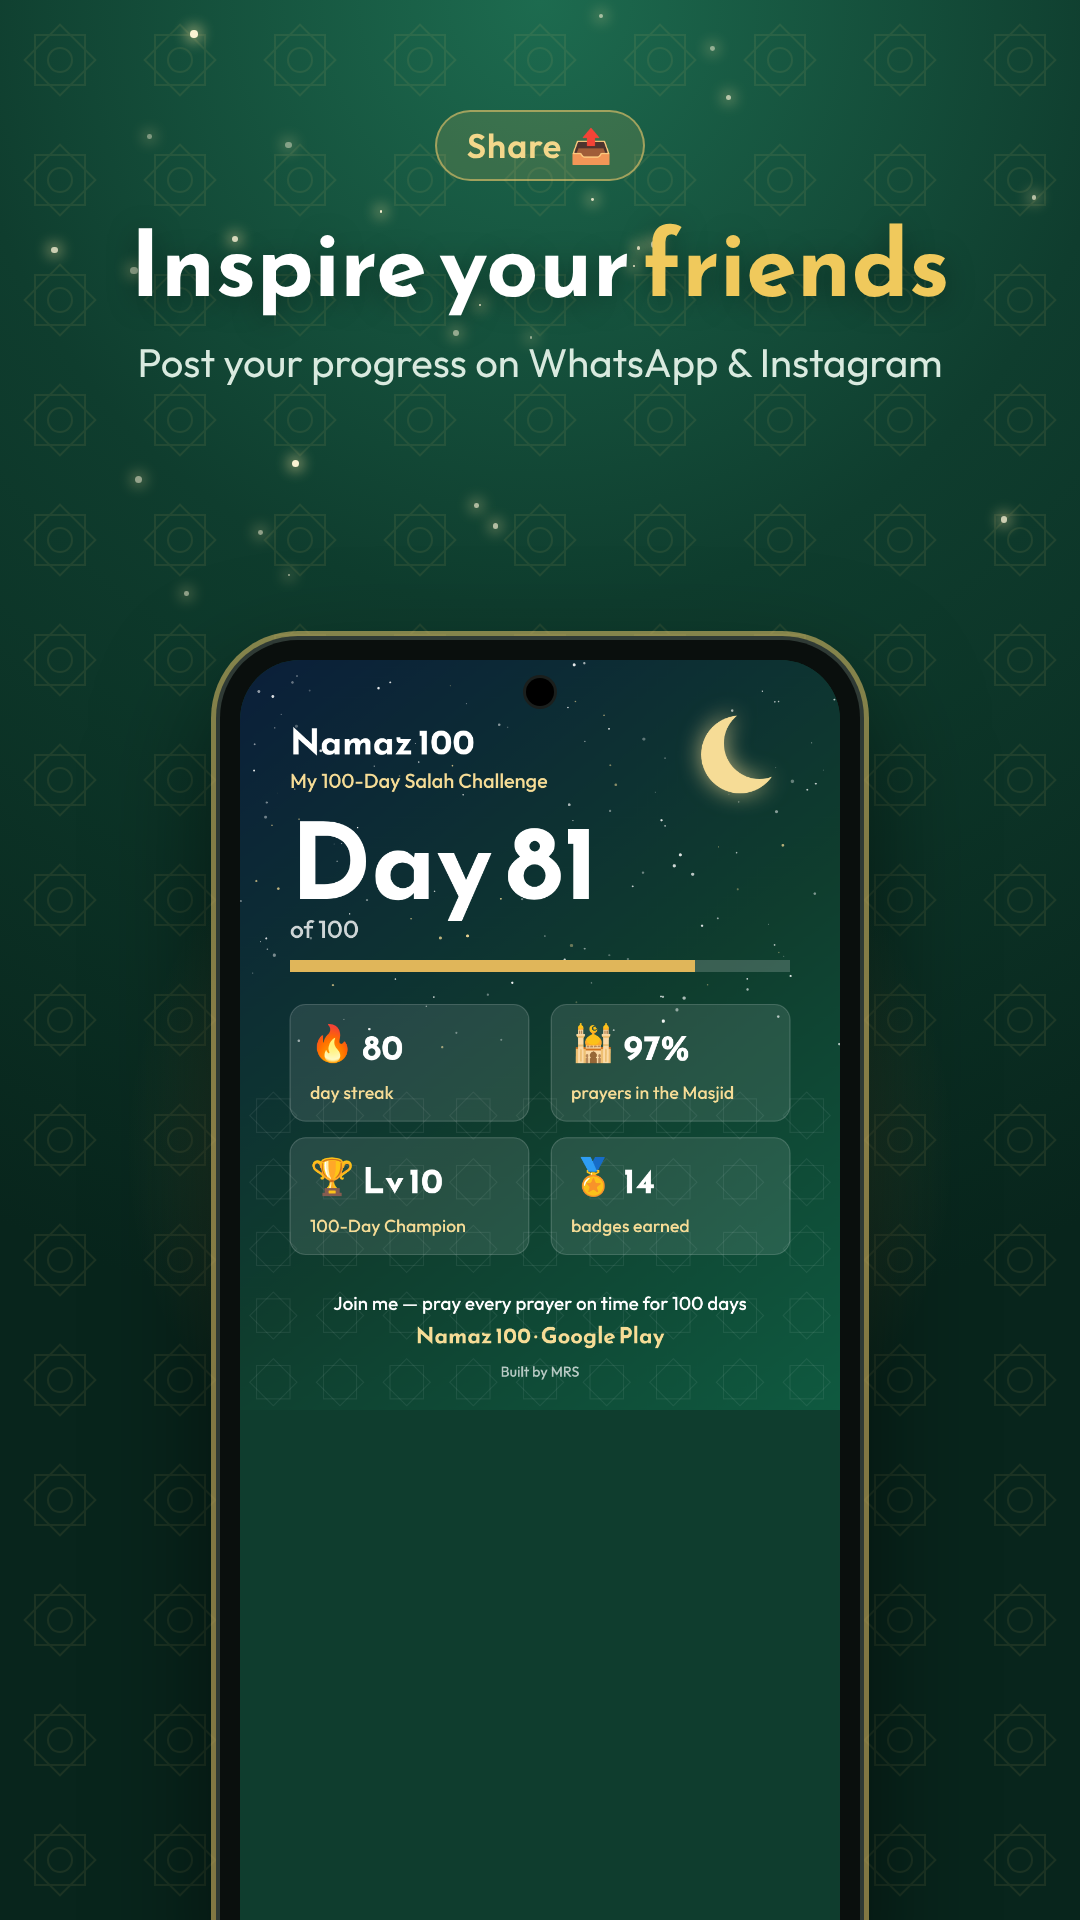 Share
Inspire your friends
Post your progress on WhatsApp & Instagram
Namaz 100
My 100-Day Salah Challenge
Day 81
of 100
80
day streak
97%
prayers in the Masjid
Lv 10
100-Day Champion
14
badges earned
Join me — pray every prayer on time for 100 days
Namaz 100 · Google Play
Built by MRS